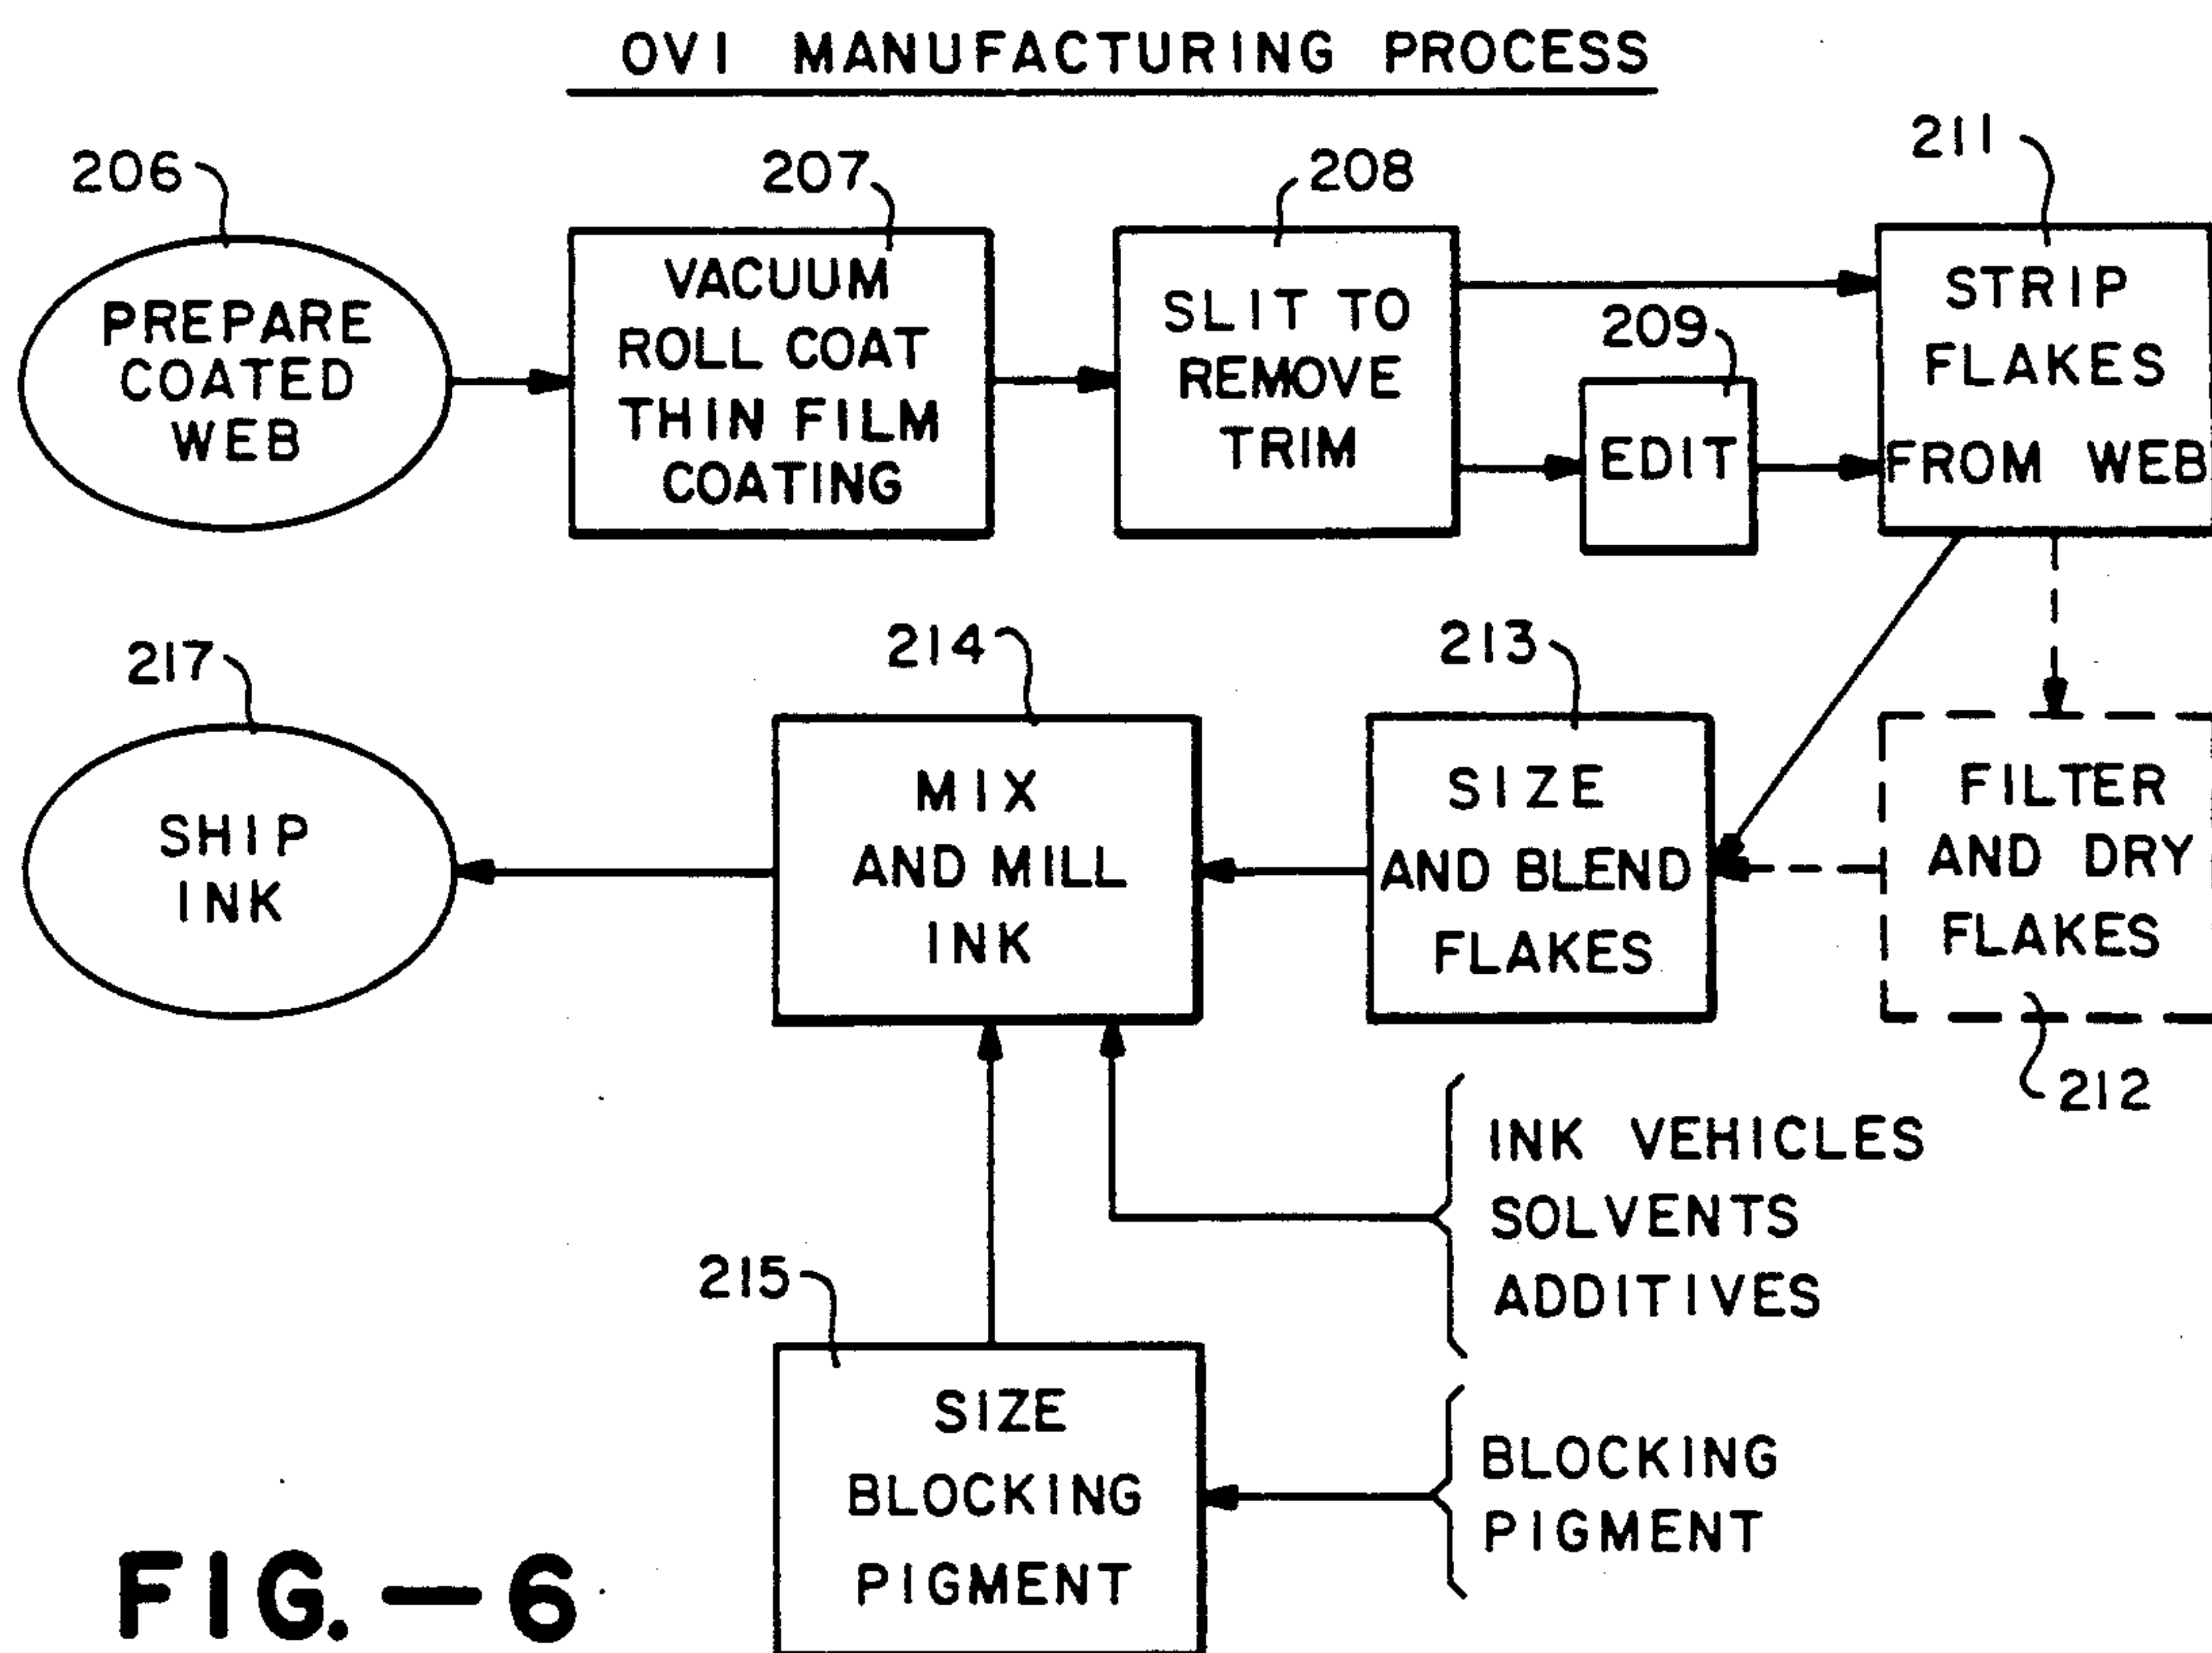 OVI MANUFACTURING PROCESS
206
PREPARE
COATED
WEB
207
VACUUM
ROLL COAT
THIN FILM
COATING
208
SLIT TO
REMOVE
TRIM
209
EDIT
211
STRIP
FLAKES
FROM WEB
217
SHIP
INK
214
MIX
AND MILL
INK
213
SIZE
AND BLEND
FLAKES
FILTER
AND DRY
FLAKES
212
INK VEHICLES
SOLVENTS
ADDITIVES
215
SIZE
BLOCKING
PIGMENT
BLOCKING
PIGMENT
FIG.-6